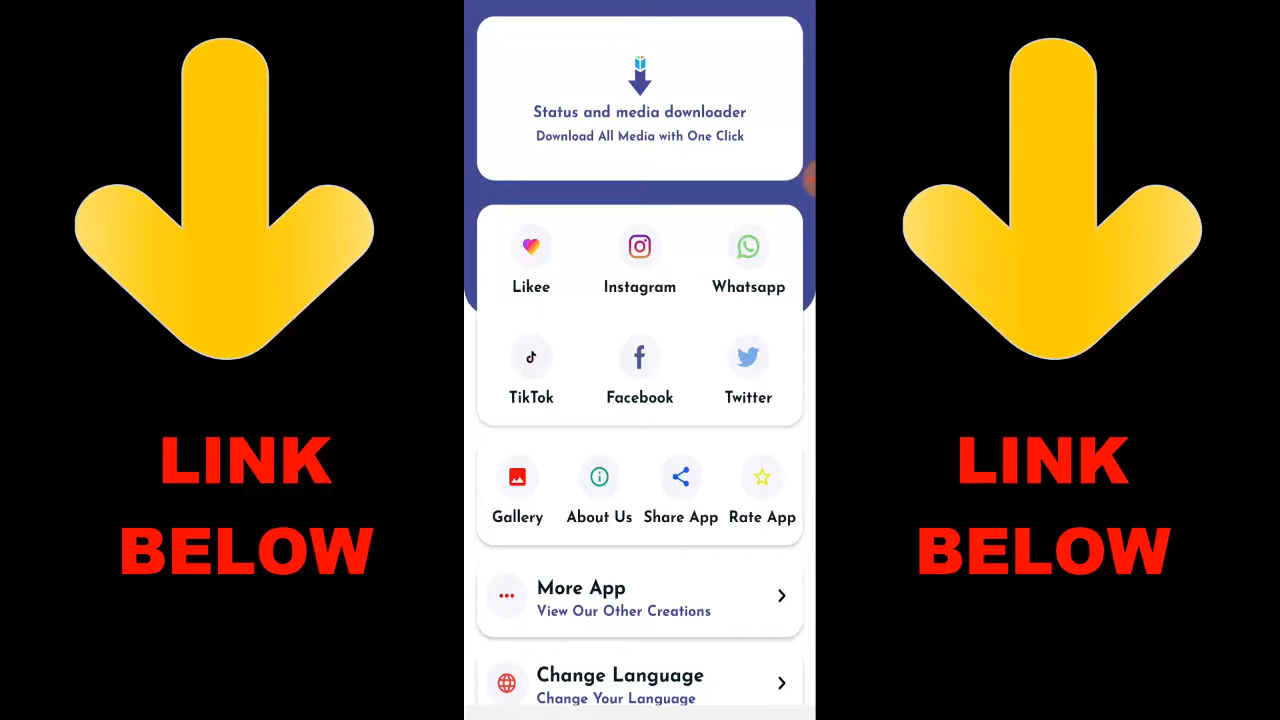 Status and media downloader
Download All Media with One Click
Likee Instagram Whatsapp
TikTok Facebook Twitter
LINK
BELOW
LINK
BELOW
Gallery About Us Share App Rate App
More App
View Our Other Creations
Change Language
Change Your Language